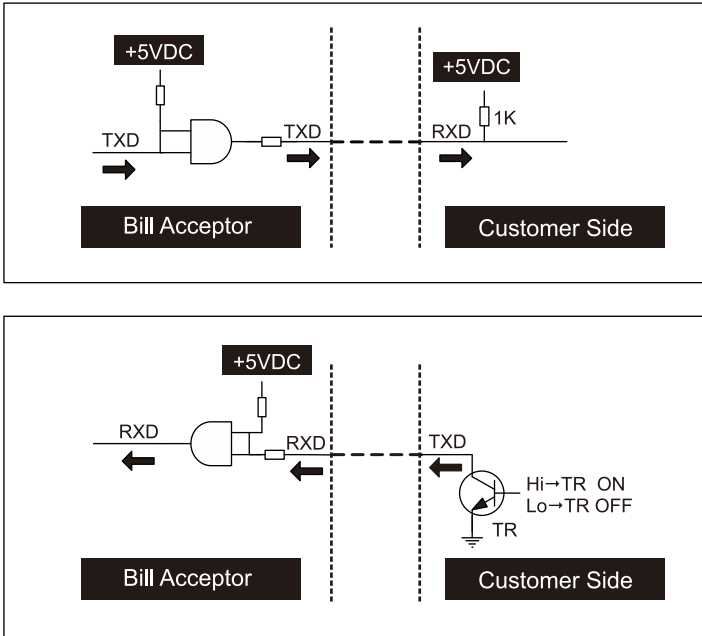 +5VDC
+5VDC
1K
TXD
TXD
RXD
Bill Acceptor
Customer Side
+5VDC
RXD
RXD
TXD
Hi→TR ON
Lo→TR OFF
TR
Bill Acceptor
Customer Side